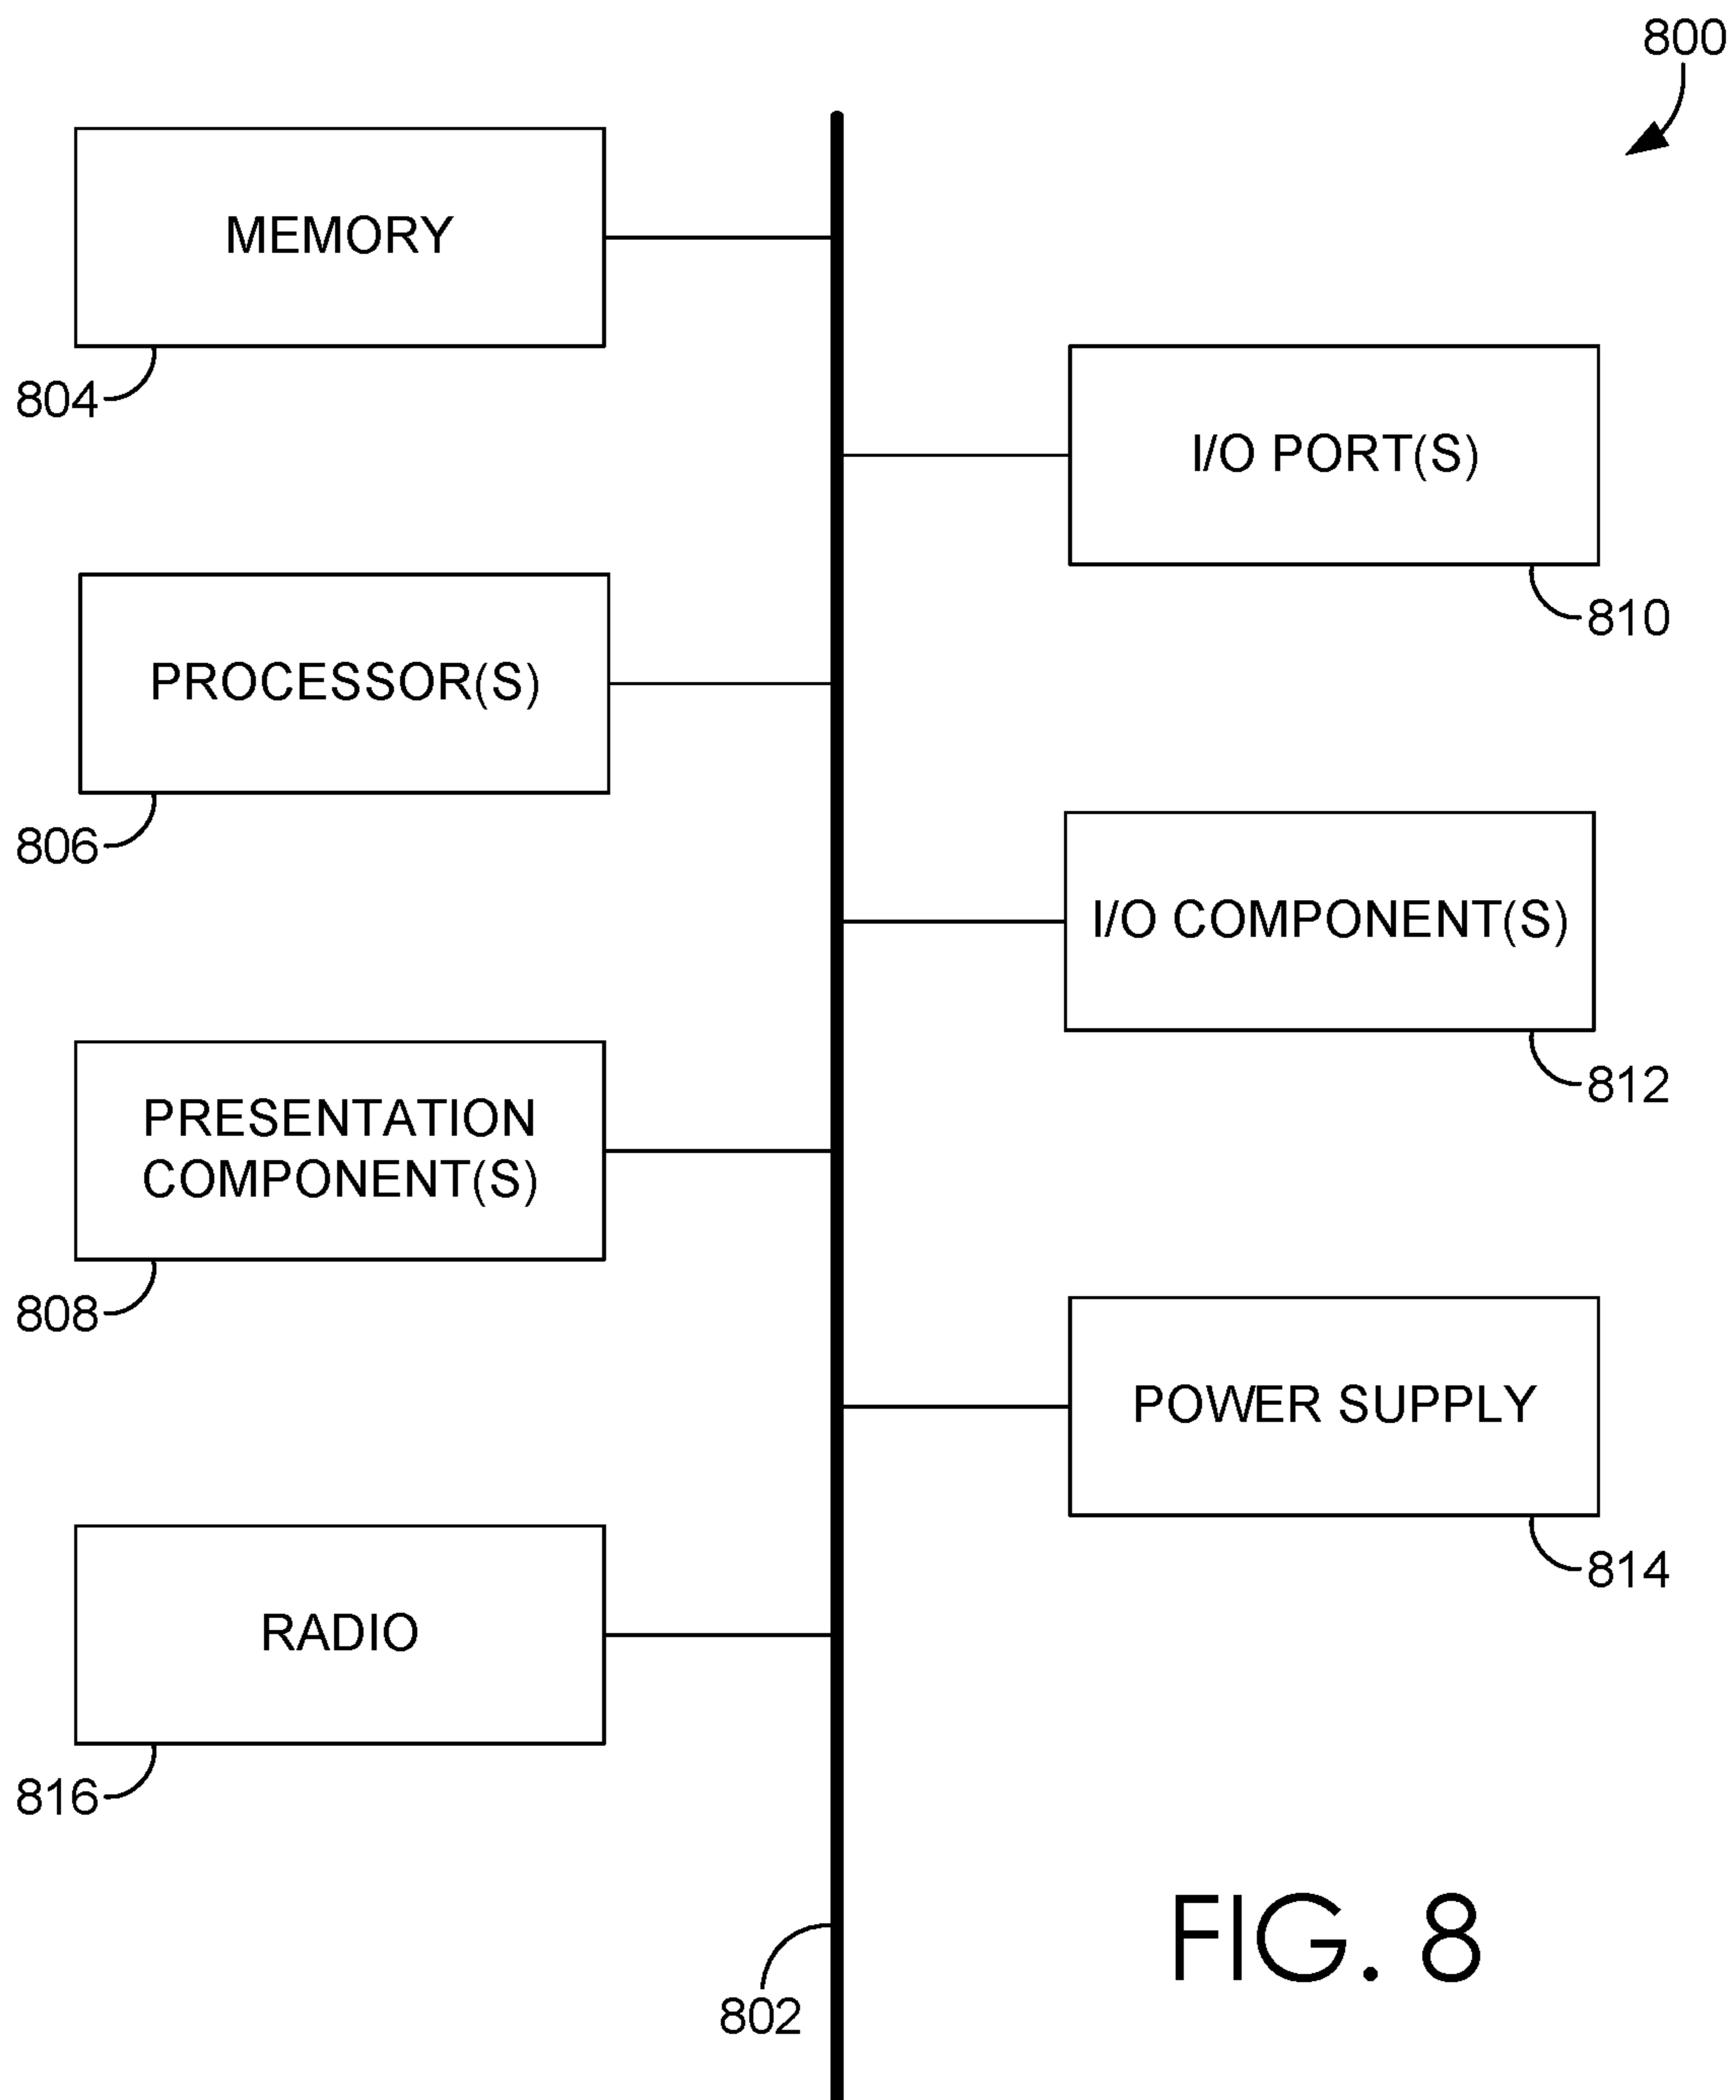 800
MEMORY
804
I/O PORT(S)
810
PROCESSOR(S)
806
I/O COMPONENT(S)
812
PRESENTATION
COMPONENT(S)
808
POWER SUPPLY
814
RADIO
816
802
FIG. 8